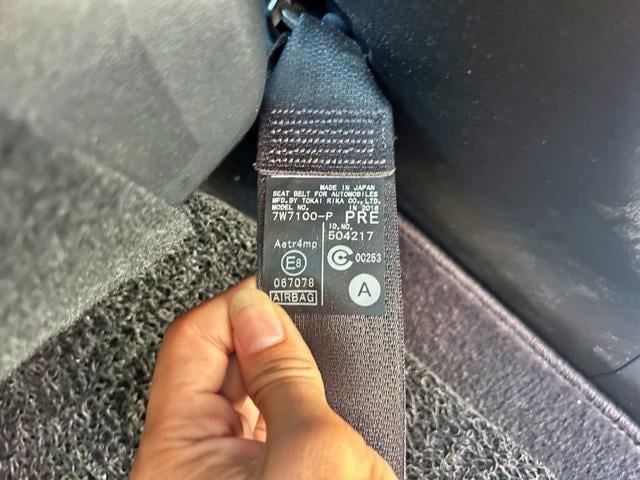 MADE IN JAPAN
SEAT BELT FOR AUTOMOBILES
MFD.BY TOKAI RIKA CO.,LTD.
MODEL NO. IN 2018
7W7100-P PRE
ID.NO.
504217
Aetr4mp
E8
0C253
067078
A
AIRBAG